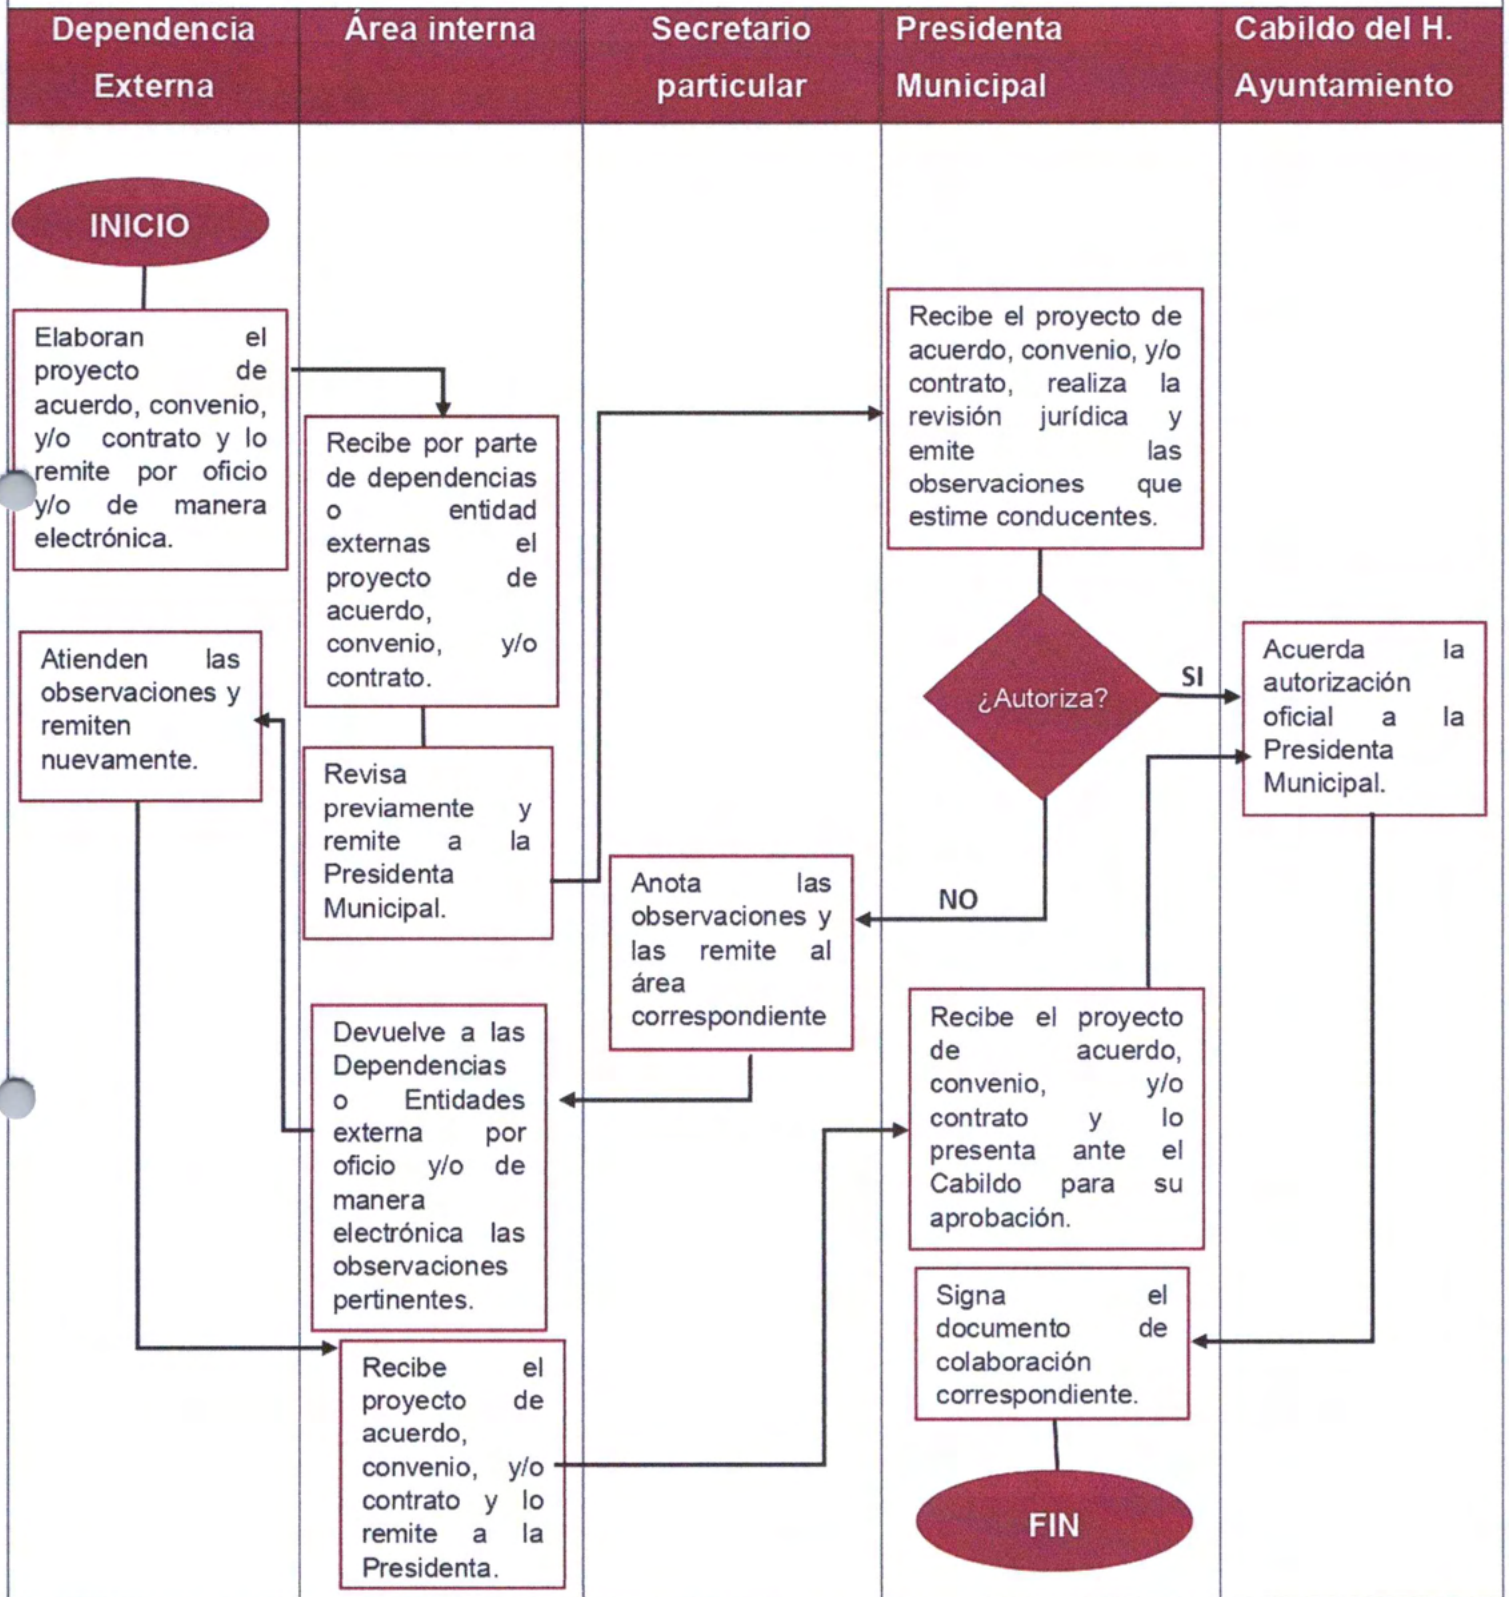 Dependencia
Externa
Área interna
Secretario
particular
Presidenta
Municipal
Cabildo del H.
Ayuntamiento
INICIO
Elaboran el
proyecto de
acuerdo, convenio,
y/o contrato y lo
remite por oficio
y/o de manera
electrónica.
Recibe por parte
de dependencias
o entidad
externas el
proyecto de
acuerdo,
convenio, y/o
contrato.
Revisa
previamente y
remite a la
Presidenta
Municipal.
Recibe el proyecto de
acuerdo, convenio, y/o
contrato, realiza la
revisión jurídica y
emite las
observaciones que
estime conducentes.
¿Autoriza?
SI
NO
Acuerda la
autorización
oficial a la
Presidenta
Municipal.
Anota las
observaciones y
las remite al
área
correspondiente
Devuelve a las
Dependencias
o Entidades
externa por
oficio y/o de
manera
electrónica las
observaciones
pertinentes.
Atienden las
observaciones y
remiten
nuevamente.
Recibe el
proyecto de
acuerdo,
convenio, y/o
contrato y lo
remite a la
Presidenta.
Recibe el proyecto
de acuerdo,
convenio, y/o
contrato y lo
presenta ante el
Cabildo para su
aprobación.
Signa el
documento de
colaboración
correspondiente.
FIN